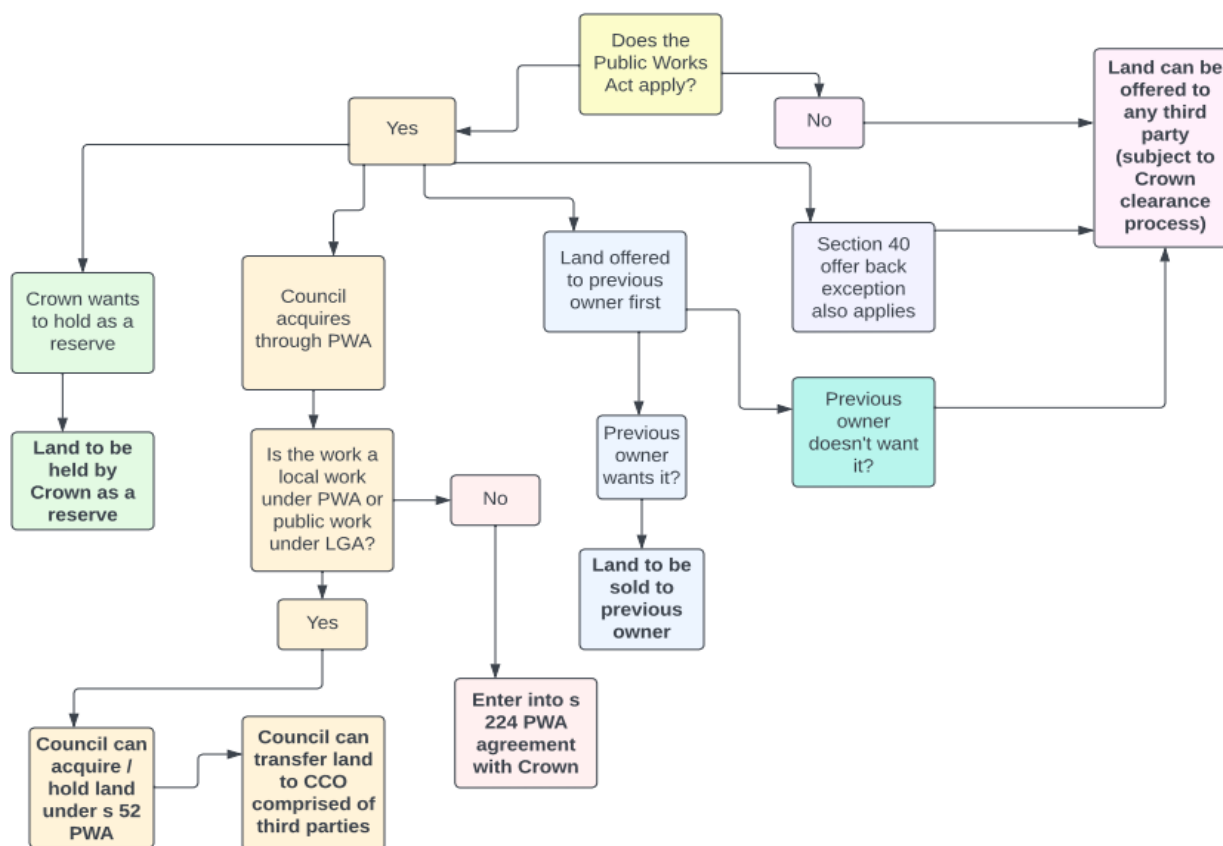 Does the
Public Works
Act apply?
Yes
No
Land can be
offered to
any third
party
(subject to
Crown
clearance
process)
Crown wants
to hold as a
reserve
Council
acquires
through PWA
Land offered
to previous
owner first
Section 40
offer back
exception
also applies
Land to be
held by
Crown as a
reserve
Is the work a
local work
under PWA or
public work
under LGA?
No
Previous
owner
wants it?
Previous
owner
doesn't want
it?
Yes
Land to be
sold to
previous
owner
Council can
acquire /
hold land
under s 52
PWA
Council can
transfer land
to CCO
comprised of
third parties
Enter into s
224 PWA
agreement
with Crown